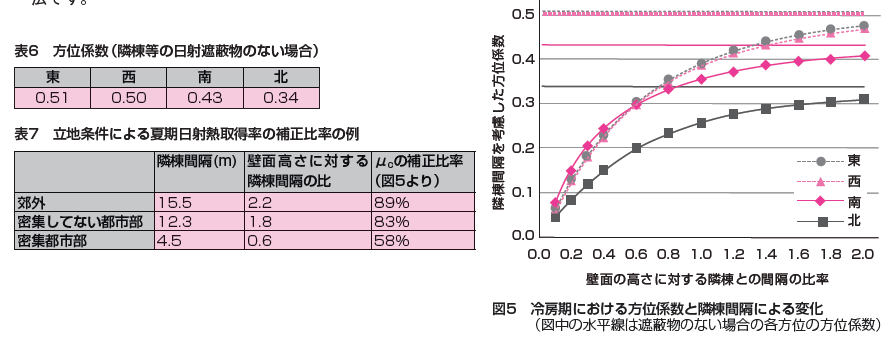 法です。
表6 方位係数（隣棟等の日射遮蔽物のない場合）
東 西 南 北
0.51 0.50 0.43 0.34
表7 立地条件による夏期日射熱取得率の補正比率の例
隣棟間隔(m) 壁面高さに対する隣棟間隔の比 μ₀の補正比率（図5より）
郊外 15.5 2.2 89%
密集してない都市部 12.3 1.8 83%
密集都市部 4.5 0.6 58%
隣棟間隔を考慮した方位係数
0.5
0.4
0.3
0.2
0.1
0.0
東
西
南
北
0.0 0.2 0.4 0.6 0.8 1.0 1.2 1.4 1.6 1.8 2.0
壁面の高さに対する隣棟との間隔の比率
図5 冷房期における方位係数と隣棟間隔による変化
（図中の水平線は遮蔽物のない場合の各方位の方位係数）